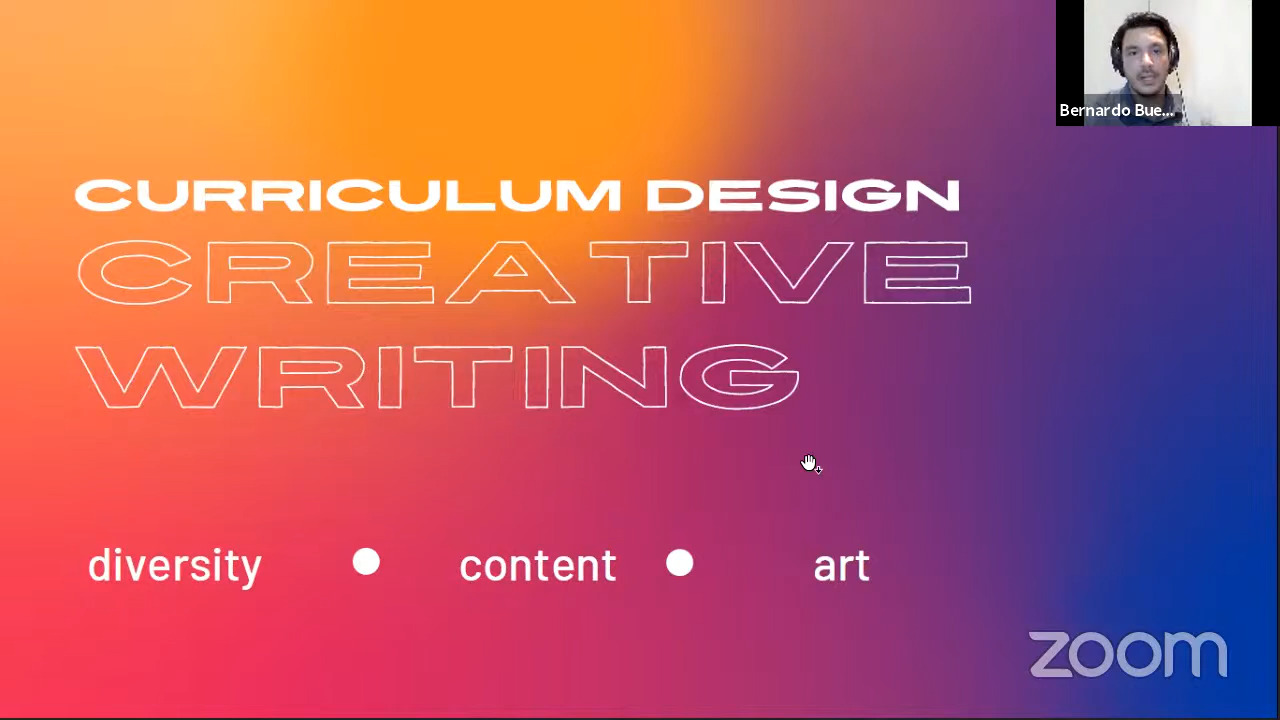 Bernardo Bue...
CURRICULUM DESIGN
CREATIVE
WRITING
diversity • content • art
zoom